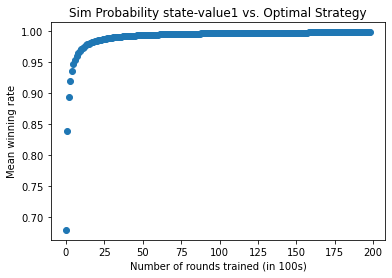 Sim Probability state-value1 vs. Optimal Strategy
Mean winning rate
1.00
0.95
0.90
0.85
0.80
0.75
0.70
0 25 50 75 100 125 150 175 200
Number of rounds trained (in 100s)